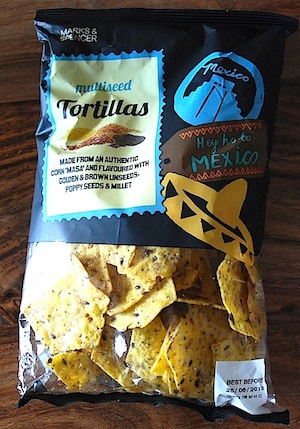 MARKS &
SPENCER
multiseed
Tortillas
MADE FROM AN AUTHENTIC
CORN 'MASA' AND FLAVOURED WITH
GOLDEN & BROWN LINSEEDS,
POPPY SEEDS & MILLET
Mexico
Hey ho to
MĒXICO
BEST BEFORE